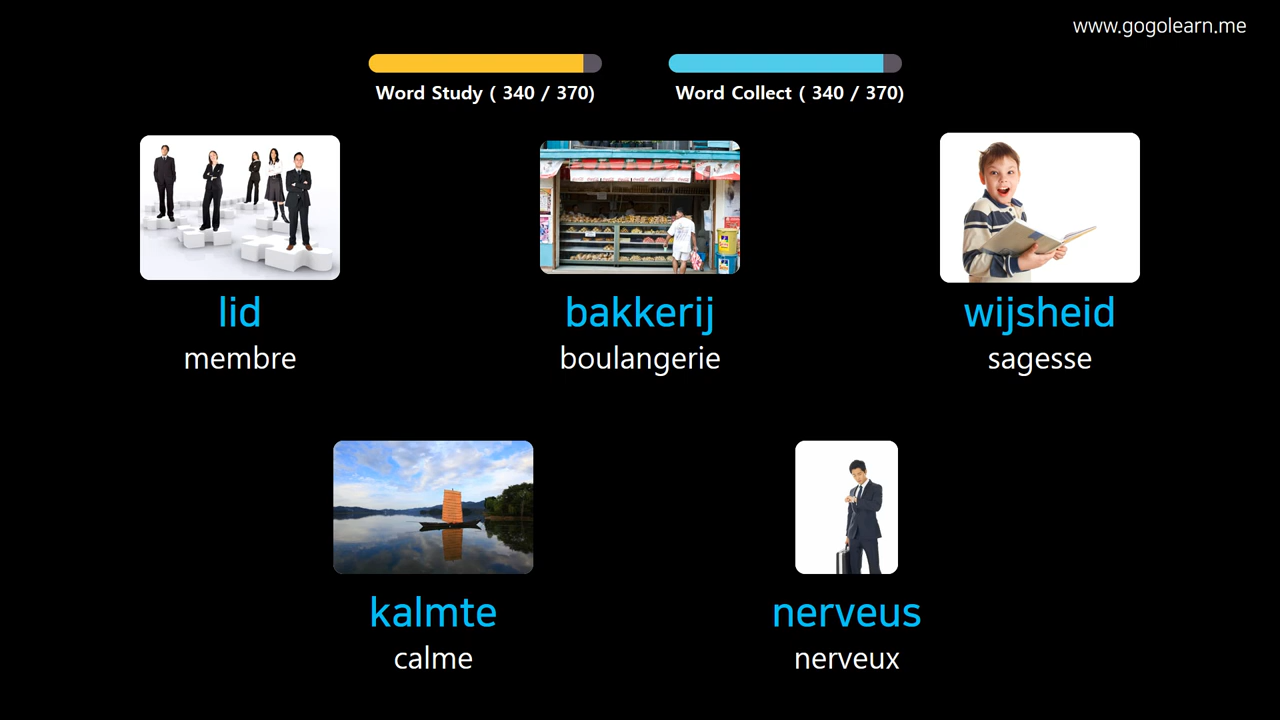 www.gogolearn.me
Word Study ( 340 / 370)
Word Collect ( 340 / 370)
lid
membre
bakkerij
boulangerie
wijsheid
sagesse
kalmte
calme
nerveus
nerveux